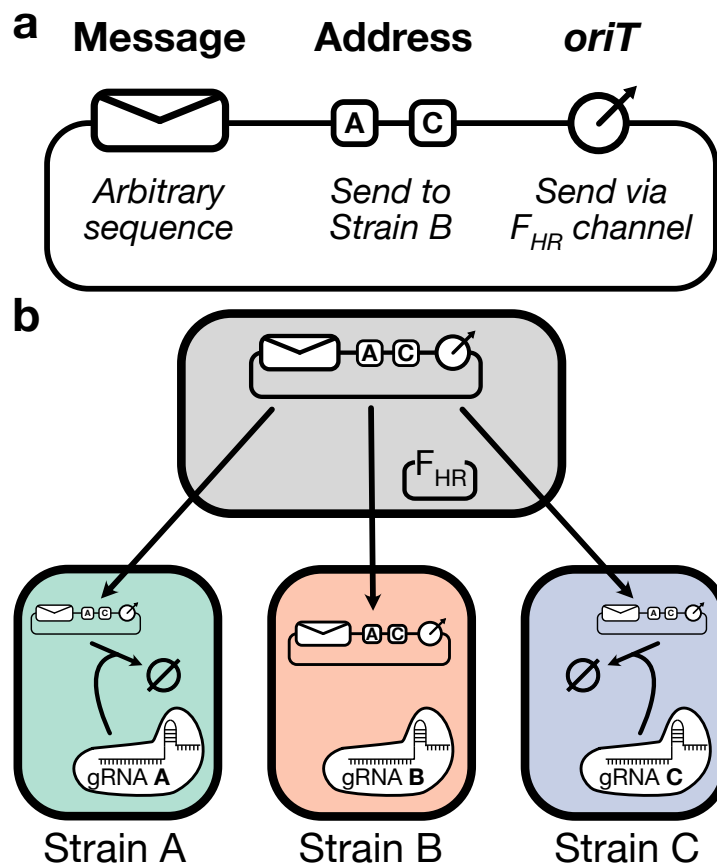 a
Message Address oriT
A C
Arbitrary sequence
Send to Strain B
Send via F_HR channel
b
A C
F_HR
A C
A C
A C
gRNA A
gRNA B
gRNA C
Strain A Strain B Strain C